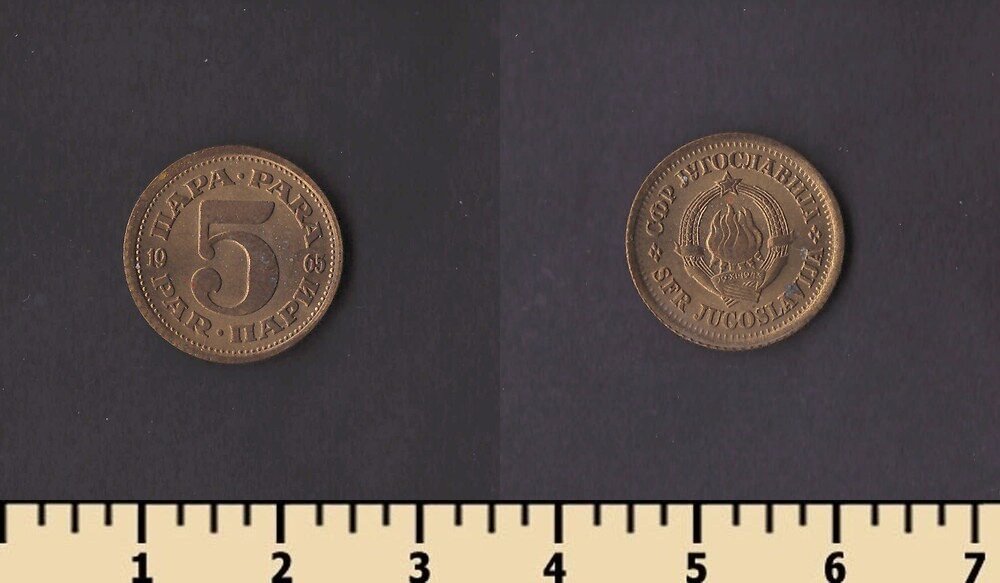 ПАРА · PARA
5
19 65
PAR · ПАРИ
СФР ЈУГОСЛАВИЈА
SFR JUGOSLAVIJA
1 2 3 4 5 6 7